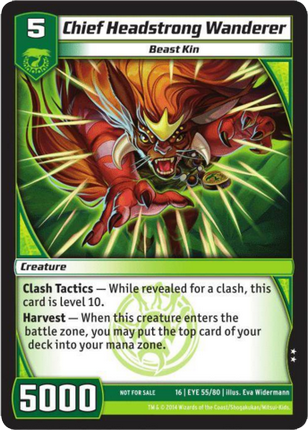 5 Chief Headstrong Wanderer
Beast Kin
Creature
Clash Tactics — While revealed for a clash, this
card is level 10.
Harvest — When this creature enters the
battle zone, you may put the top card of your
deck into your mana zone.
5000
NOT FOR SALE 16 | EYE 55/80 | illus. Eva Widermann
TM & © 2014 Wizards of the Coast/Shogakukan/Mitsui-Kids